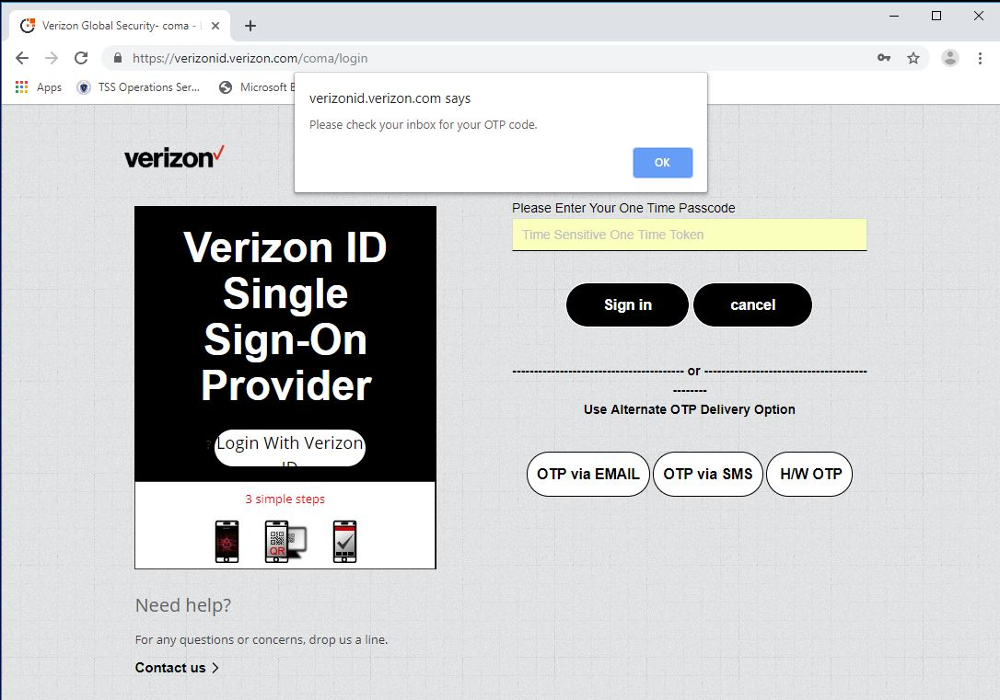 Verizon Global Security- coma -
https://verizonid.verizon.com/coma/login
Apps
TSS Operations Ser...
Microsoft
verizonid.verizon.com says
Please check your inbox for your OTP code.
OK
verizon
Verizon ID
Single
Sign-On
Provider
? Login With Verizon
ID
3 simple steps
QR
Need help?
For any questions or concerns, drop us a line.
Contact us >
Please Enter Your One Time Passcode
Time Sensitive One Time Token
Sign in
cancel
--------------------------------------- or -------------------------------------
--------
Use Alternate OTP Delivery Option
OTP via EMAIL
OTP via SMS
H/W OTP